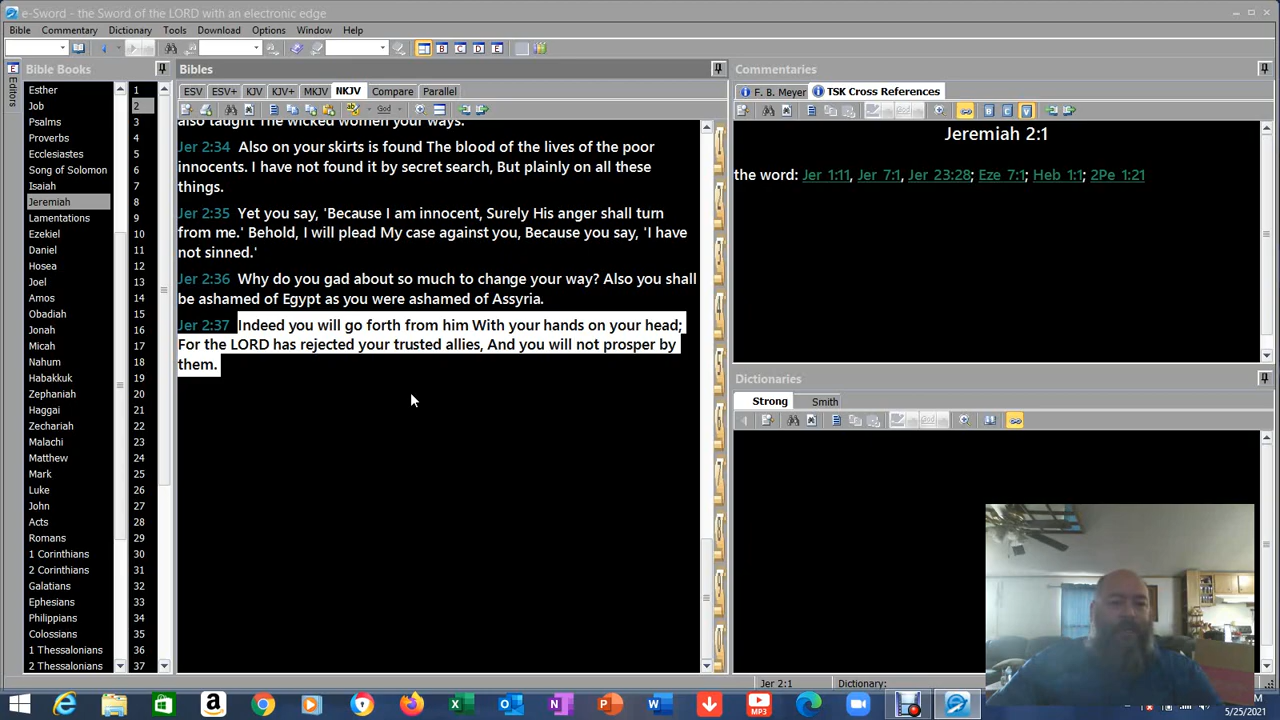 e-Sword - the Sword of the LORD with an electronic edge
Bible Commentary Dictionary Tools Download Options Window Help
B C D E
Editors
Bible Books
Esther
Job
Psalms
Proverbs
Ecclesiastes
Song of Solomon
Isaiah
Jeremiah
Lamentations
Ezekiel
Daniel
Hosea
Joel
Amos
Obadiah
Jonah
Micah
Nahum
Habakkuk
Zephaniah
Haggai
Zechariah
Malachi
Matthew
Mark
Luke
John
Acts
Romans
1 Corinthians
2 Corinthians
Galatians
Ephesians
Philippians
Colossians
1 Thessalonians
2 Thessalonians
1
2
3
4
5
6
7
8
9
10
11
12
13
14
15
16
17
18
19
20
21
22
23
24
25
26
27
28
29
30
31
32
33
34
35
36
37
Bibles
ESV ESV+ KJV KJV+ MKJV NKJV Compare Parallel
God
also taught The wicked women your ways.
Jer 2:34 Also on your skirts is found The blood of the lives of the poor
innocents. I have not found it by secret search, But plainly on all these
things.
Jer 2:35 Yet you say, 'Because I am innocent, Surely His anger shall turn
from me.' Behold, I will plead My case against you, Because you say, 'I have
not sinned.'
Jer 2:36 Why do you gad about so much to change your way? Also you shall
be ashamed of Egypt as you were ashamed of Assyria.
Jer 2:37 Indeed you will go forth from him With your hands on your head;
For the LORD has rejected your trusted allies, And you will not prosper by
them.
Commentaries
F. B. Meyer TSK Cross References
God B C V
Jeremiah 2:1
the word: Jer 1:11, Jer 7:1, Jer 23:28; Eze 7:1; Heb 1:1; 2Pe 1:21
Dictionaries
Strong Smith
God
Jer 2:1 Dictionary:
MP3
5/25/2021